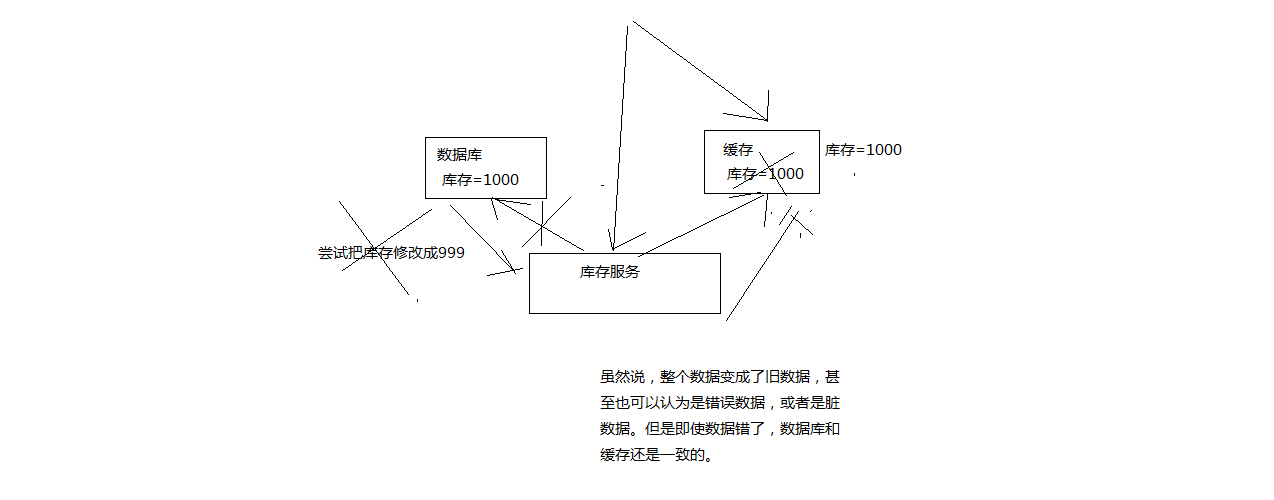 数据库
库存=1000
缓存
库存=1000
库存=1000
尝试把库存修改成999
库存服务
虽然说，整个数据变成了旧数据，甚
至也可以认为是错误数据，或者是脏
数据。但是即使数据错了，数据库和
缓存还是一致的。